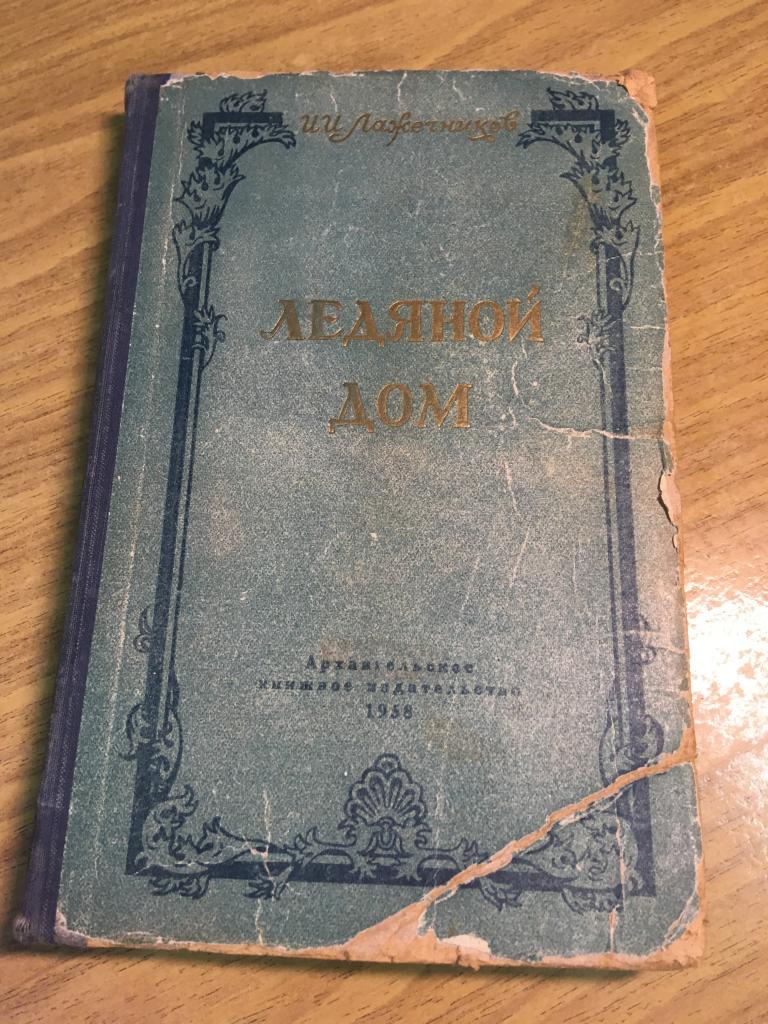 И.И. Лажечников
ЛЕДЯНОЙ
ДОМ
Архангельское
книжное издательство
1958